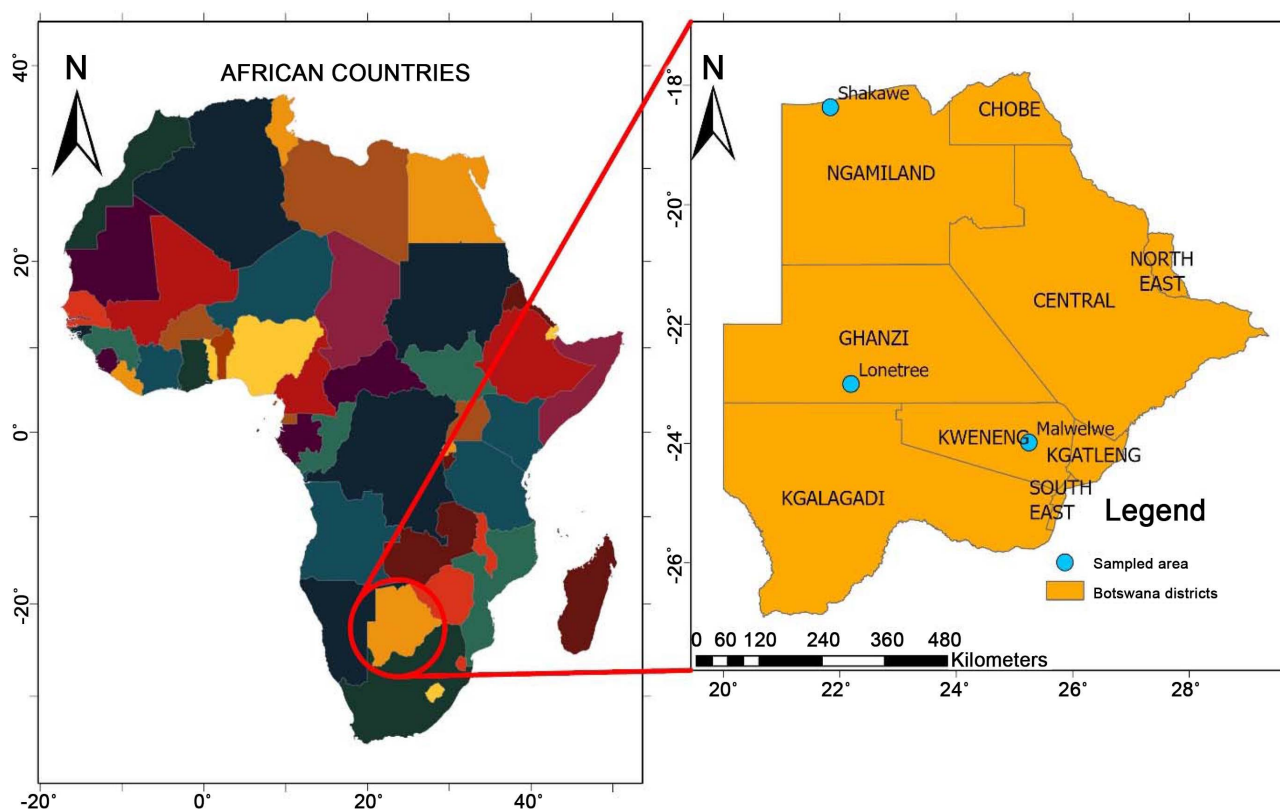 N
AFRICAN COUNTRIES
40°
20°
0°
-20°
-20°
0°
20°
40°
N
-18°
-20°
-22°
-24°
-26°
Shakawe
CHOBE
NGAMILAND
NORTH
EAST
CENTRAL
GHANZI
Lonetree
Malwelwe
KWENENG
KGATLENG
KGALAGADI
SOUTH
EAST
Legend
Sampled area
Botswana districts
0 60 120 240 360 480
Kilometers
20° 22° 24° 26° 28°